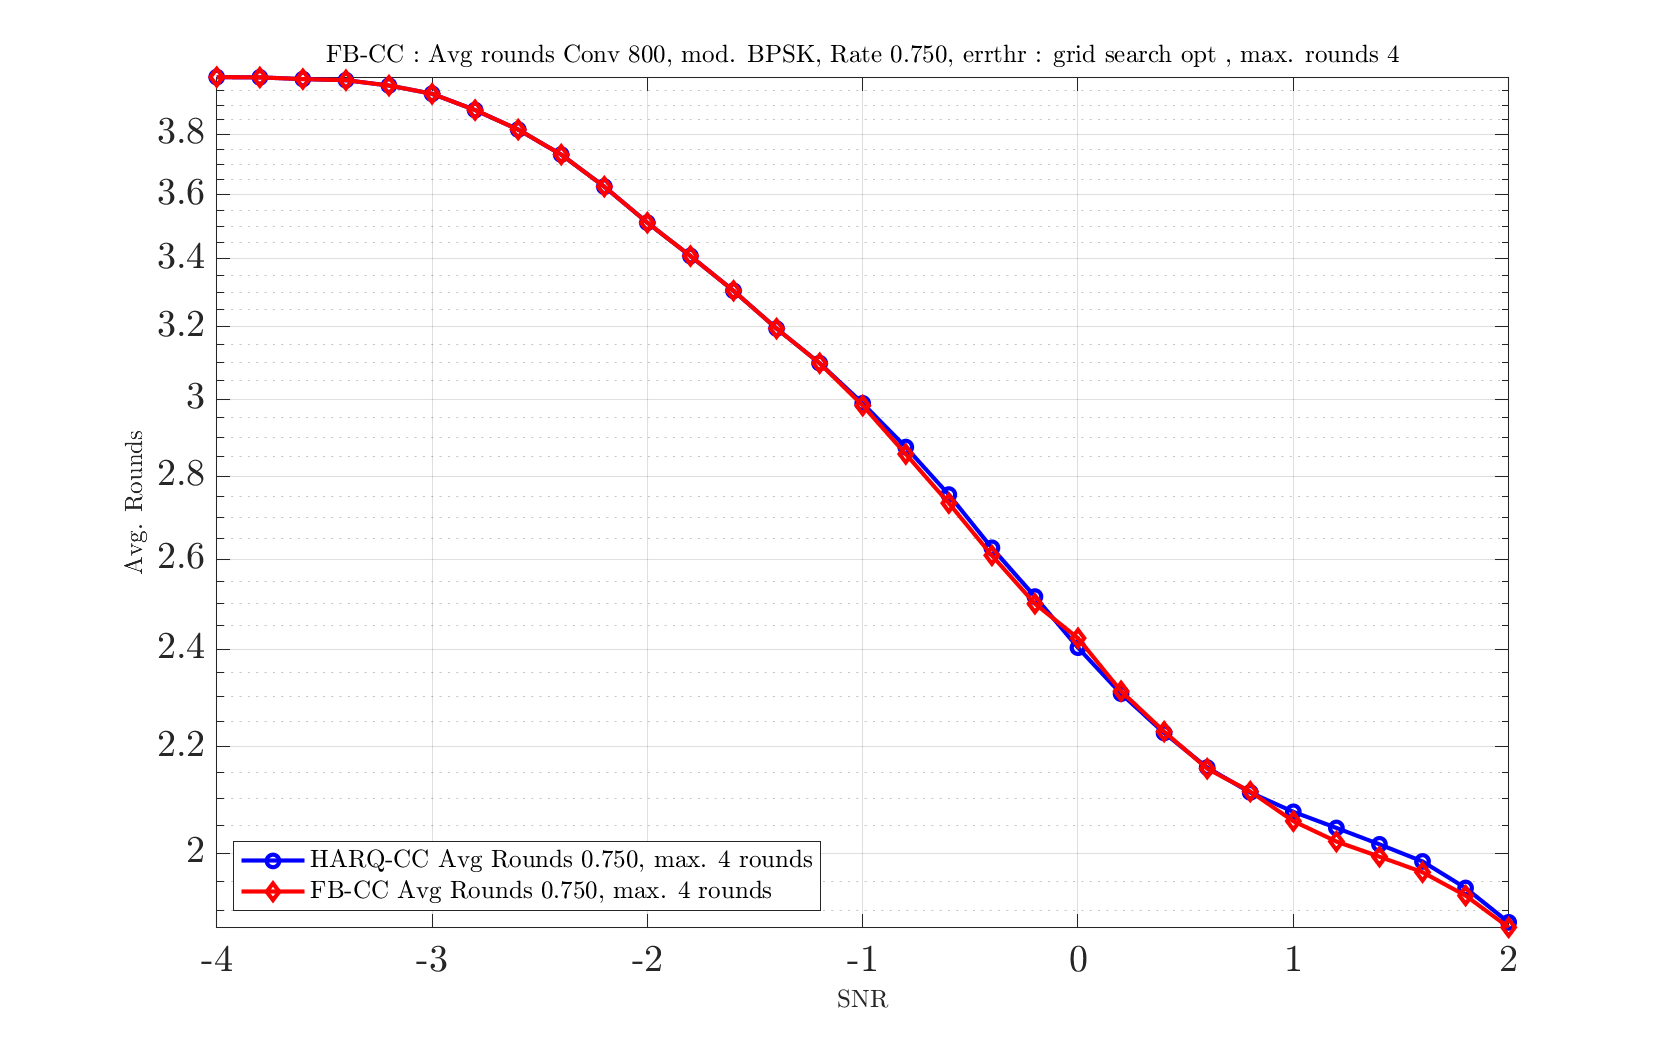 FB-CC : Avg rounds Conv 800, mod. BPSK, Rate 0.750, errthr : grid search opt , max. rounds 4
3.8
3.6
3.4
3.2
3
2.8
2.6
2.4
2.2
2
Avg. Rounds
HARQ-CC Avg Rounds 0.750, max. 4 rounds
FB-CC Avg Rounds 0.750, max. 4 rounds
-4 -3 -2 -1 0 1 2
SNR